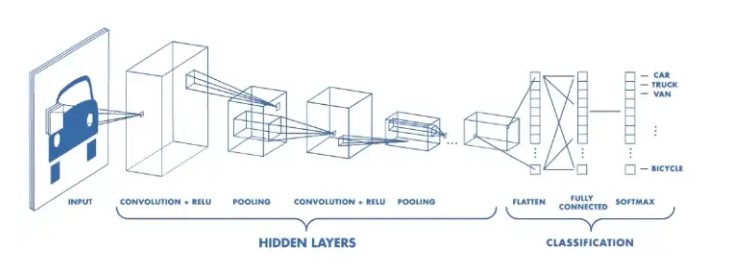 CAR
TRUCK
VAN
BICYCLE
INPUT
CONVOLUTION + RELU
POOLING
CONVOLUTION + RELU
POOLING
FLATTEN
FULLY
CONNECTED
SOFTMAX
HIDDEN LAYERS
CLASSIFICATION